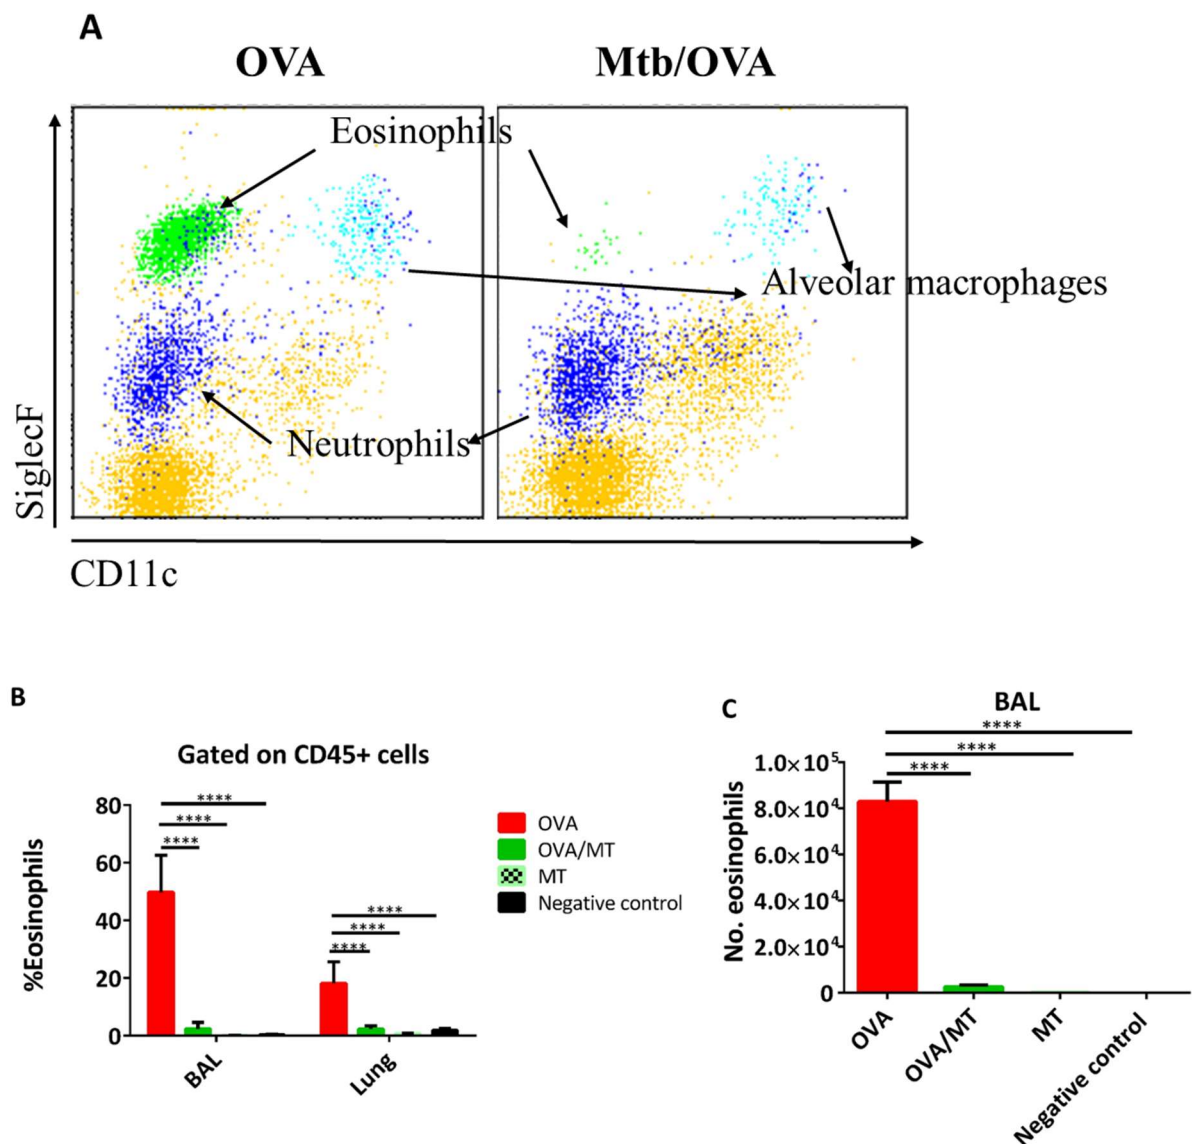 A
OVA
Mtb/OVA
Eosinophils
Alveolar macrophages
Neutrophils
SiglecF
CD11c
B
Gated on CD45+ cells
%Eosinophils
80
60
40
20
0
****
****
****
****
****
****
BAL
Lung
OVA
OVA/MT
MT
Negative control
C
BAL
No. eosinophils
1.0×10⁵
8.0×10⁴
6.0×10⁴
4.0×10⁴
2.0×10⁴
0
****
****
****
OVA
OVA/MT
MT
Negative control